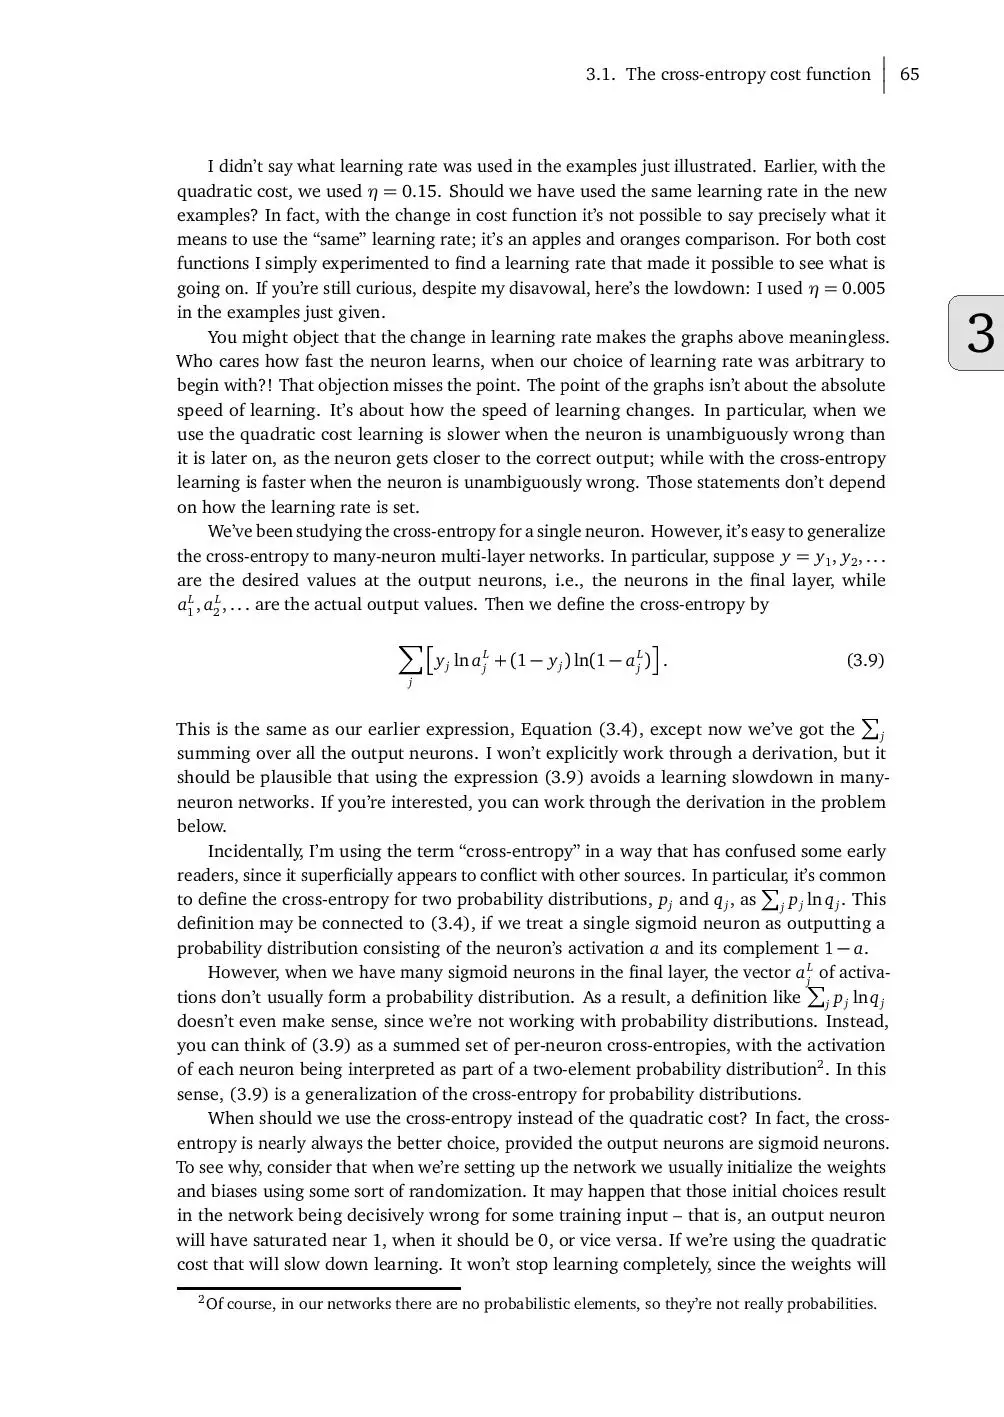 3.1. The cross-entropy cost function 65
I didn't say what learning rate was used in the examples just illustrated. Earlier, with the
quadratic cost, we used η = 0.15. Should we have used the same learning rate in the new
examples? In fact, with the change in cost function it's not possible to say precisely what it
means to use the “same” learning rate; it's an apples and oranges comparison. For both cost
functions I simply experimented to find a learning rate that made it possible to see what is
going on. If you're still curious, despite my disavowal, here's the lowdown: I used η = 0.005
in the examples just given.
You might object that the change in learning rate makes the graphs above meaningless.
Who cares how fast the neuron learns, when our choice of learning rate was arbitrary to
begin with?! That objection misses the point. The point of the graphs isn't about the absolute
speed of learning. It's about how the speed of learning changes. In particular, when we
use the quadratic cost learning is slower when the neuron is unambiguously wrong than
it is later on, as the neuron gets closer to the correct output; while with the cross-entropy
learning is faster when the neuron is unambiguously wrong. Those statements don't depend
on how the learning rate is set.
We've been studying the cross-entropy for a single neuron. However, it's easy to generalize
the cross-entropy to many-neuron multi-layer networks. In particular, suppose y = y₁, y₂, ...
are the desired values at the output neurons, i.e., the neurons in the final layer, while
a₁ᴸ, a₂ᴸ, ... are the actual output values. Then we define the cross-entropy by
∑ⱼ [yⱼ ln aⱼᴸ + (1 − yⱼ) ln(1 − aⱼᴸ)]. (3.9)
This is the same as our earlier expression, Equation (3.4), except now we've got the ∑ⱼ
summing over all the output neurons. I won't explicitly work through a derivation, but it
should be plausible that using the expression (3.9) avoids a learning slowdown in many-
neuron networks. If you're interested, you can work through the derivation in the problem
below.
Incidentally, I'm using the term “cross-entropy” in a way that has confused some early
readers, since it superficially appears to conflict with other sources. In particular, it's common
to define the cross-entropy for two probability distributions, pⱼ and qⱼ, as ∑ⱼ pⱼ ln qⱼ. This
definition may be connected to (3.4), if we treat a single sigmoid neuron as outputting a
probability distribution consisting of the neuron's activation a and its complement 1 − a.
However, when we have many sigmoid neurons in the final layer, the vector aⱼᴸ of activa-
tions don't usually form a probability distribution. As a result, a definition like ∑ⱼ pⱼ ln qⱼ
doesn't even make sense, since we're not working with probability distributions. Instead,
you can think of (3.9) as a summed set of per-neuron cross-entropies, with the activation
of each neuron being interpreted as part of a two-element probability distribution². In this
sense, (3.9) is a generalization of the cross-entropy for probability distributions.
When should we use the cross-entropy instead of the quadratic cost? In fact, the cross-
entropy is nearly always the better choice, provided the output neurons are sigmoid neurons.
To see why, consider that when we're setting up the network we usually initialize the weights
and biases using some sort of randomization. It may happen that those initial choices result
in the network being decisively wrong for some training input – that is, an output neuron
will have saturated near 1, when it should be 0, or vice versa. If we're using the quadratic
cost that will slow down learning. It won't stop learning completely, since the weights will
²Of course, in our networks there are no probabilistic elements, so they're not really probabilities.
3